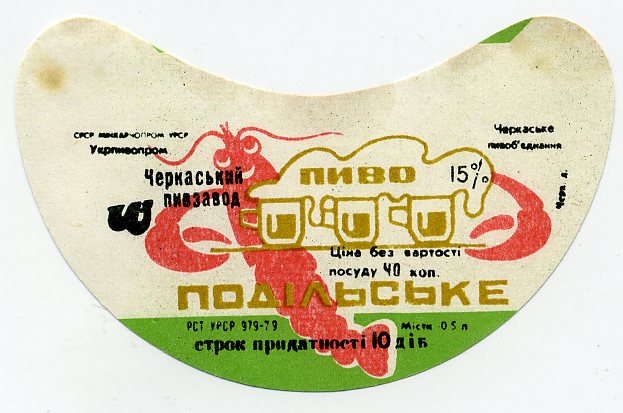 СРСР МІНХАРЧОПРОМ УРСР
Укрпивопром
Черкаське
пивоб'єднання
Черкаський
пивзавод
ПИВО
15%
Ціна без вартості
посуду 40 коп.
ПОДІЛЬСЬКЕ
РСТ УРСР 979-79
Мість 0.5 л
строк придатності 10 діб